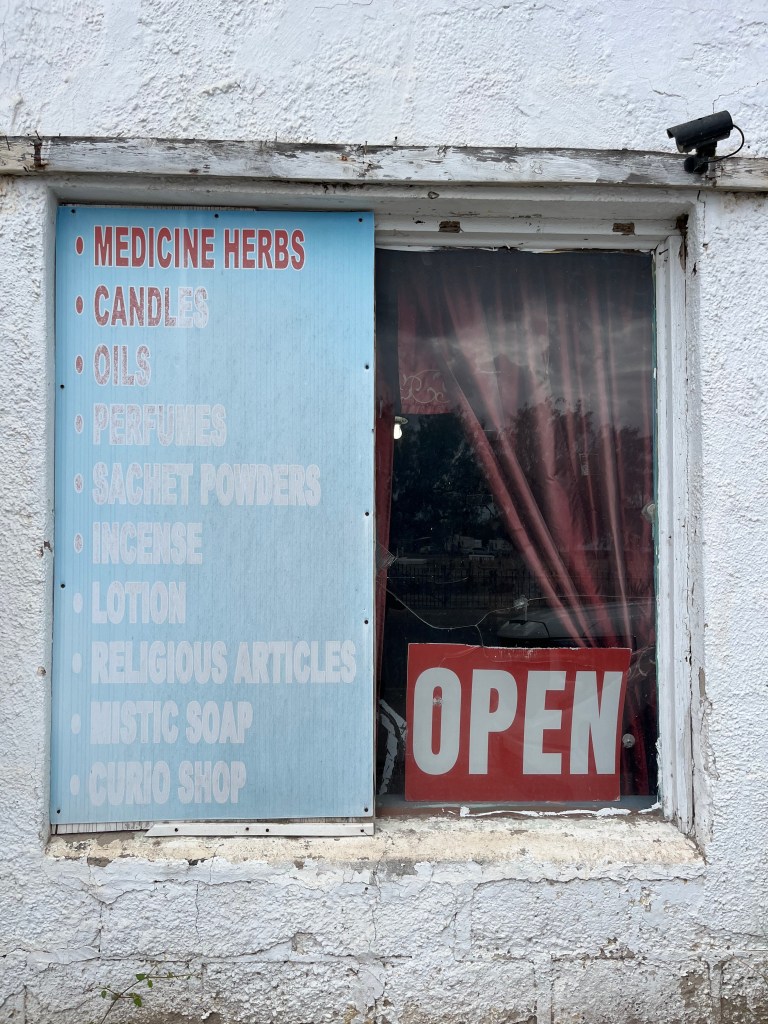 • MEDICINE HERBS
• CANDLES
• OILS
• PERFUMES
• SACHET POWDERS
• INCENSE
• LOTION
• RELIGIOUS ARTICLES
• MISTIC SOAP
• CURIO SHOP
OPEN